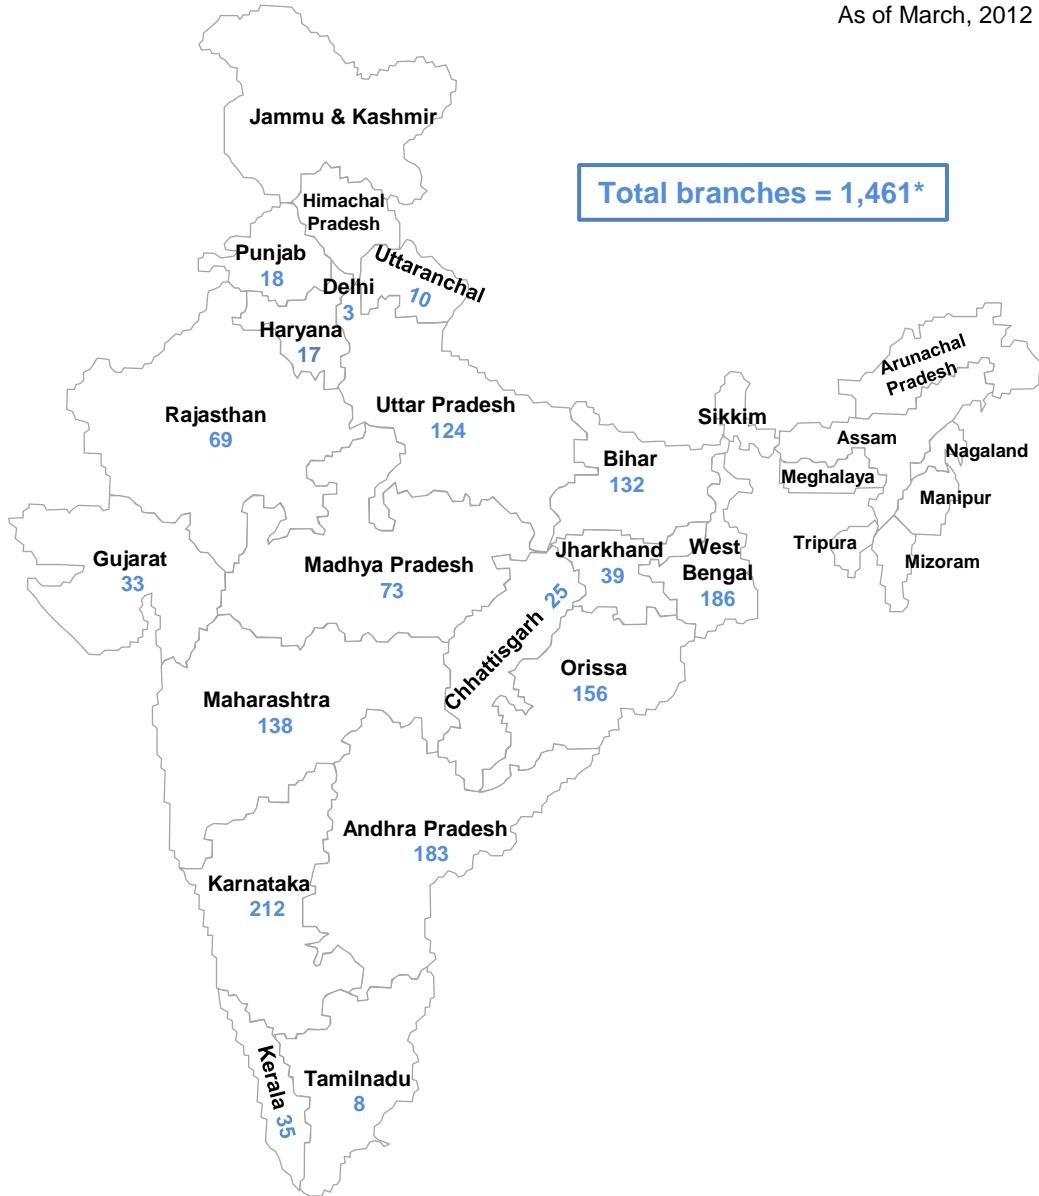 As of March, 2012
Jammu & Kashmir
Total branches = 1,461*
Himachal
Pradesh
Punjab
18
Uttaranchal
10
Delhi
3
Haryana
17
Arunachal
Pradesh
Rajasthan
69
Uttar Pradesh
124
Sikkim
Assam
Nagaland
Bihar
132
Meghalaya
Manipur
Gujarat
33
Madhya Pradesh
73
Jharkhand
39
West
Bengal
186
Tripura
Mizoram
Chhattisgarh 25
Orissa
156
Maharashtra
138
Andhra Pradesh
183
Karnataka
212
Kerala 35
Tamilnadu
8